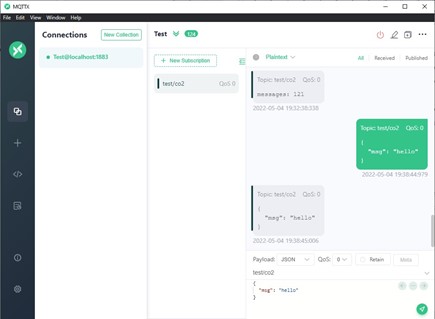 MQTTX
File Edit View Window Help
Connections
New Collection
Test@localhost:1883
Test
124
+ New Subscription
test/co2 QoS 0
Plaintext
All Received Published
Topic: test/co2 QoS: 0
messages: 121
2022-05-04 19:32:38:338
Topic: test/co2 QoS: 0
{
"msg": "hello"
}
2022-05-04 19:38:44:979
Topic: test/co2 QoS: 0
{
"msg": "hello"
}
2022-05-04 19:38:45:006
Payload: JSON QoS: 0 Retain Meta
test/co2
{
"msg": "hello"
}